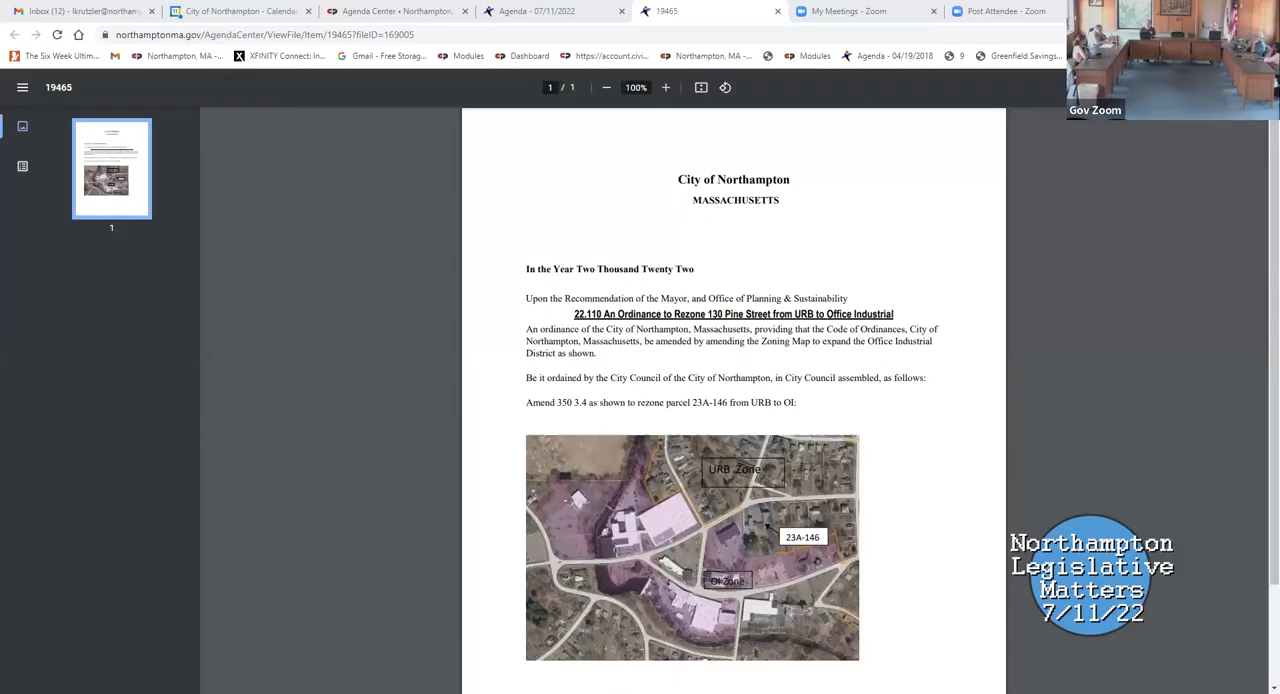 Inbox (12) - lkrutzler@northam
City of Northampton - Calenda
Agenda Center • Northampton,
Agenda - 07/11/2022
19465
My Meetings - Zoom
Post Attendee - Zoom
northamptonma.gov/AgendaCenter/ViewFile/Item/19465?fileID=169005
The Six Week Ultim...
Northampton, MA -...
XFINITY Connect: In...
Gmail - Free Storag...
Modules
Dashboard
https://account.civi...
Northampton, MA -...
Modules
Agenda - 04/19/2018
9
Greenfield Savings...
Gov Zoom
19465
1 / 1
100%
1
City of Northampton
MASSACHUSETTS
In the Year Two Thousand Twenty Two
Upon the Recommendation of the Mayor, and Office of Planning & Sustainability
22.110 An Ordinance to Rezone 130 Pine Street from URB to Office Industrial
An ordinance of the City of Northampton, Massachusetts, providing that the Code of Ordinances, City of
Northampton, Massachusetts, be amended by amending the Zoning Map to expand the Office Industrial
District as shown.
Be it ordained by the City Council of the City of Northampton, in City Council assembled, as follows:
Amend 350 3.4 as shown to rezone parcel 23A-146 from URB to OI:
URB Zone
23A-146
OI Zone
Northampton
Legislative
Matters
7/11/22